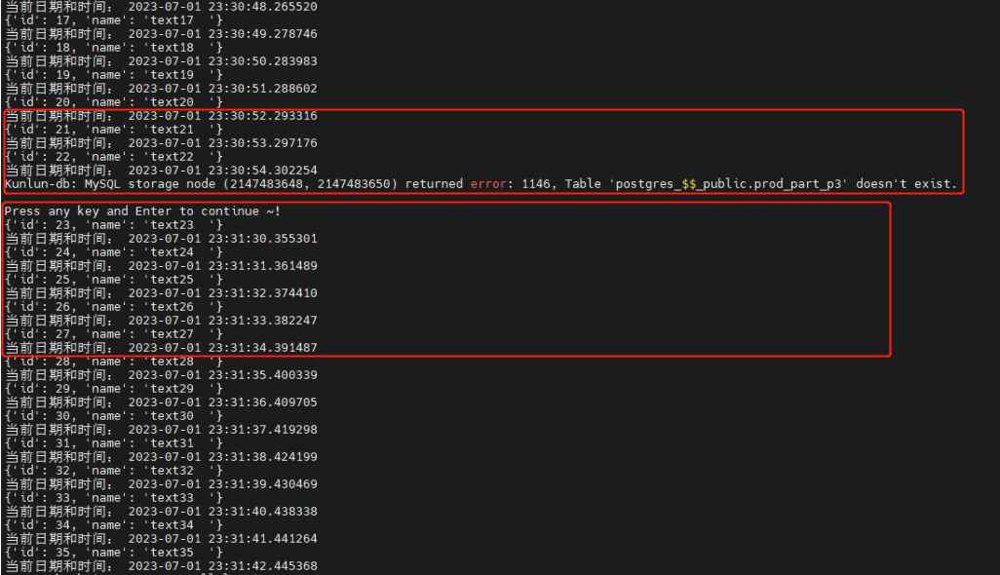 当前日期和时间： 2023-07-01 23:30:48.265520
{'id': 17, 'name': 'text17  '}
当前日期和时间： 2023-07-01 23:30:49.278746
{'id': 18, 'name': 'text18  '}
当前日期和时间： 2023-07-01 23:30:50.283983
{'id': 19, 'name': 'text19  '}
当前日期和时间： 2023-07-01 23:30:51.288602
{'id': 20, 'name': 'text20  '}
当前日期和时间： 2023-07-01 23:30:52.293316
{'id': 21, 'name': 'text21  '}
当前日期和时间： 2023-07-01 23:30:53.297176
{'id': 22, 'name': 'text22  '}
当前日期和时间： 2023-07-01 23:30:54.302254
Kunlun-db: MySQL storage node (2147483648, 2147483650) returned error: 1146, Table 'postgres_$$_public.prod_part_p3' doesn't exist.
Press any key and Enter to continue ~!
{'id': 23, 'name': 'text23  '}
当前日期和时间： 2023-07-01 23:31:30.355301
{'id': 24, 'name': 'text24  '}
当前日期和时间： 2023-07-01 23:31:31.361489
{'id': 25, 'name': 'text25  '}
当前日期和时间： 2023-07-01 23:31:32.374410
{'id': 26, 'name': 'text26  '}
当前日期和时间： 2023-07-01 23:31:33.382247
{'id': 27, 'name': 'text27  '}
当前日期和时间： 2023-07-01 23:31:34.391487
{'id': 28, 'name': 'text28  '}
当前日期和时间： 2023-07-01 23:31:35.400339
{'id': 29, 'name': 'text29  '}
当前日期和时间： 2023-07-01 23:31:36.409705
{'id': 30, 'name': 'text30  '}
当前日期和时间： 2023-07-01 23:31:37.419298
{'id': 31, 'name': 'text31  '}
当前日期和时间： 2023-07-01 23:31:38.424199
{'id': 32, 'name': 'text32  '}
当前日期和时间： 2023-07-01 23:31:39.430469
{'id': 33, 'name': 'text33  '}
当前日期和时间： 2023-07-01 23:31:40.438338
{'id': 34, 'name': 'text34  '}
当前日期和时间： 2023-07-01 23:31:41.441264
{'id': 35, 'name': 'text35  '}
当前日期和时间： 2023-07-01 23:31:42.445368